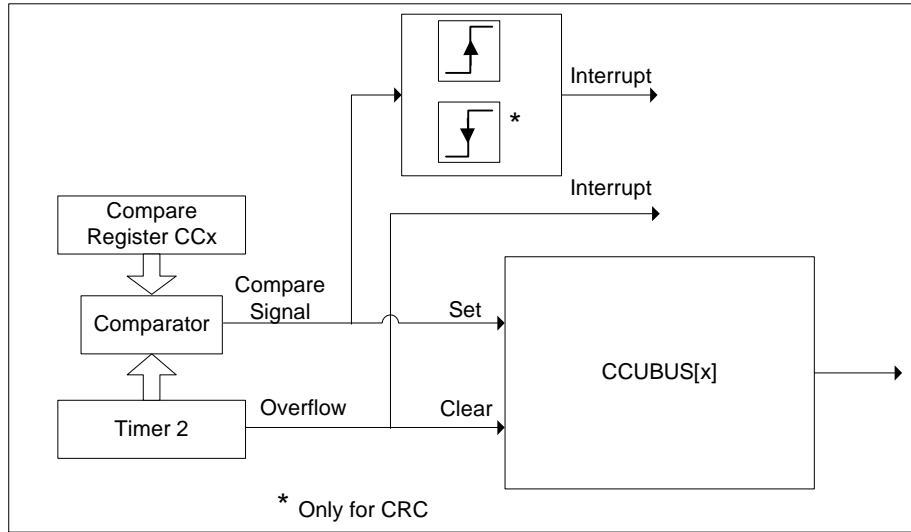 Interrupt
*
Interrupt
Compare
Register CCx
Compare
Signal
Comparator
Set
CCUBUS[x]
Overflow
Clear
Timer 2
* Only for CRC